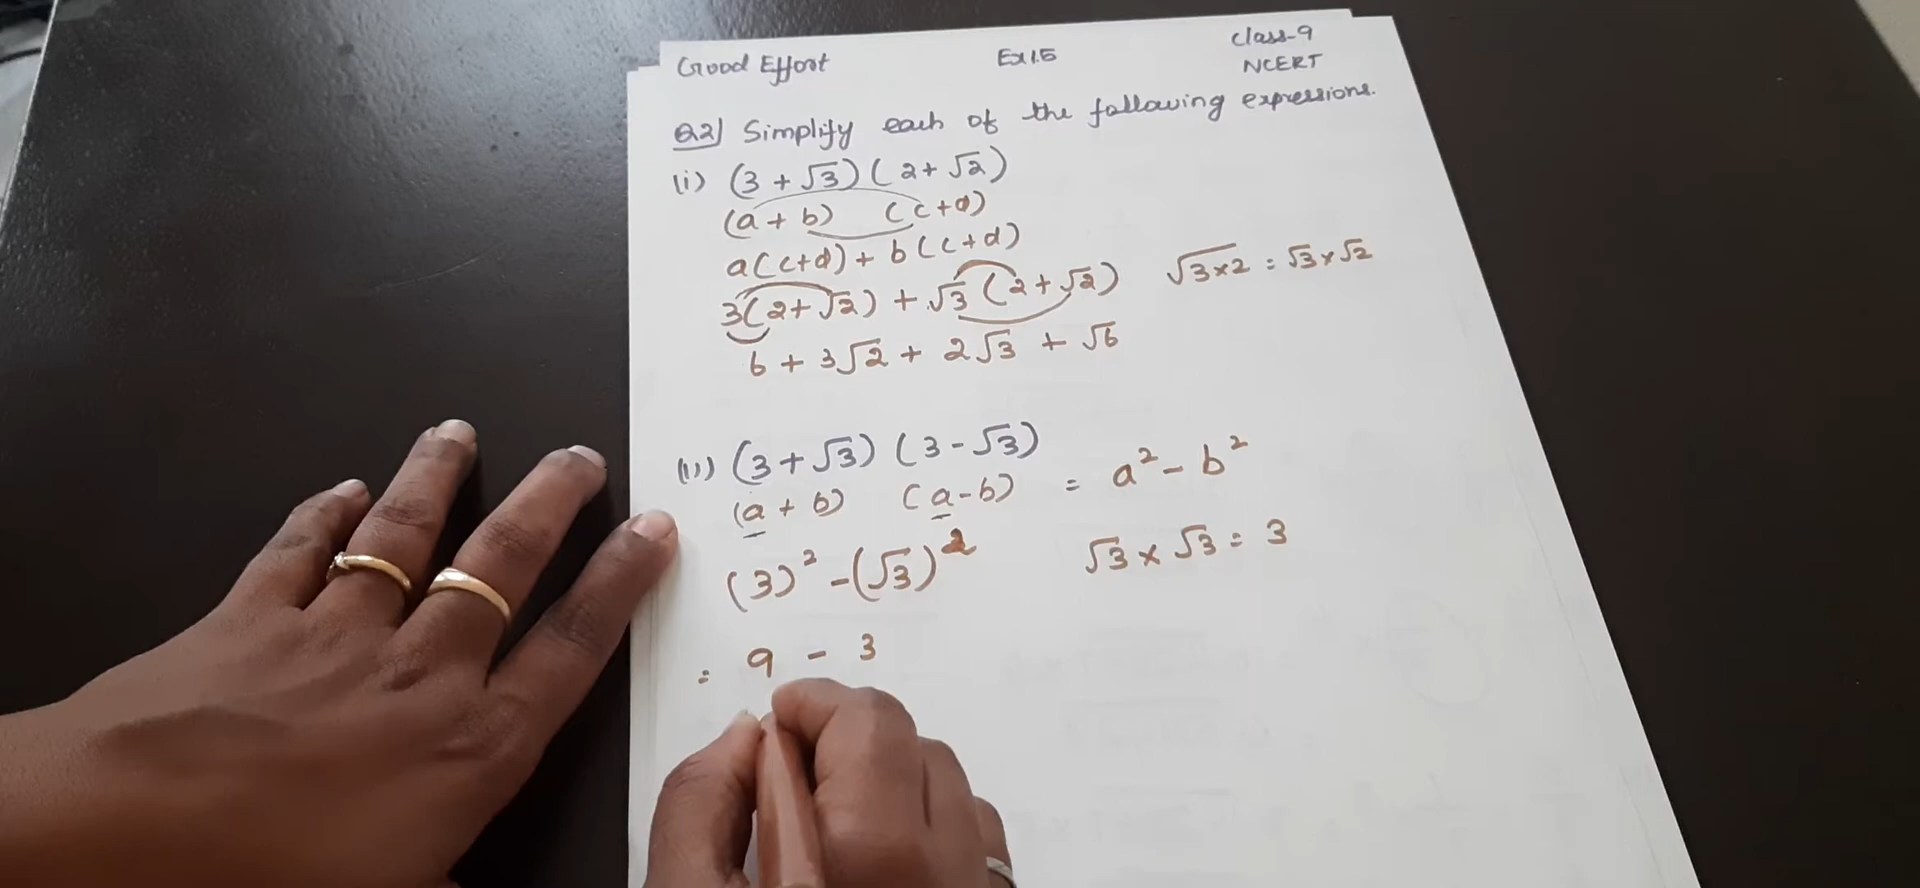 Good Effort Ex 1.5 Class-9
NCERT
Q2) Simplify each of the following expressions.
(i) (3 + √3) (2 + √2)
(a + b) (c + d)
a(c+d) + b(c+d)
3(2 + √2) + √3 (2 + √2) √3×2 = √3 × √2
6 + 3√2 + 2√3 + √6
(ii) (3 + √3) (3 - √3)
(a + b) (a - b) = a² - b²
(3)² - (√3)² √3 × √3 = 3
= 9 - 3